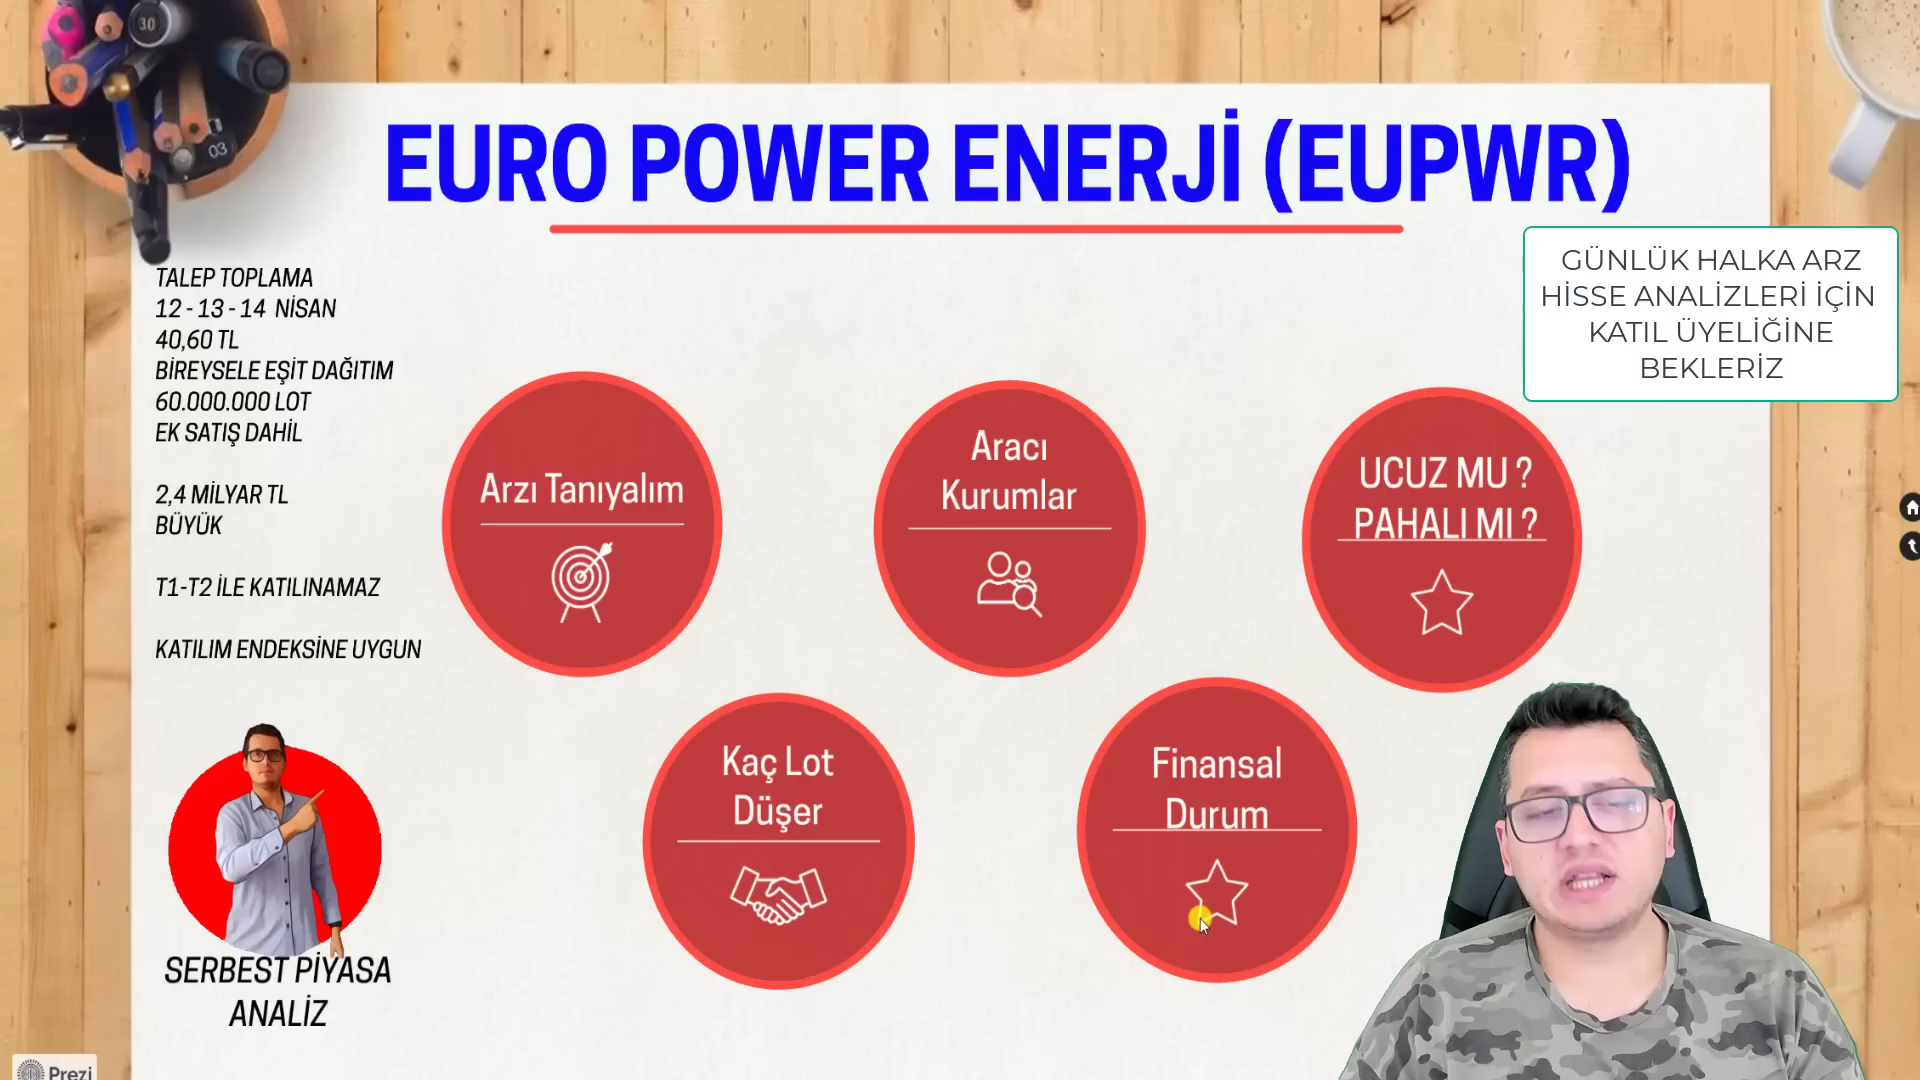 EURO POWER ENERJİ (EUPWR)
TALEP TOPLAMA
12 - 13 - 14 NİSAN
40,60 TL
BİREYSELE EŞİT DAĞITIM
60.000.000 LOT
EK SATIŞ DAHİL
2,4 MİLYAR TL
BÜYÜK
T1-T2 İLE KATILINAMAZ
KATILIM ENDEKSİNE UYGUN
GÜNLÜK HALKA ARZ
HİSSE ANALİZLERİ İÇİN
KATIL ÜYELİĞİNE
BEKLERİZ
Arzı Tanıyalım
Aracı
Kurumlar
UCUZ MU ?
PAHALI MI ?
Kaç Lot
Düşer
Finansal
Durum
SERBEST PİYASA
ANALİZ
Prezi
3.0
03